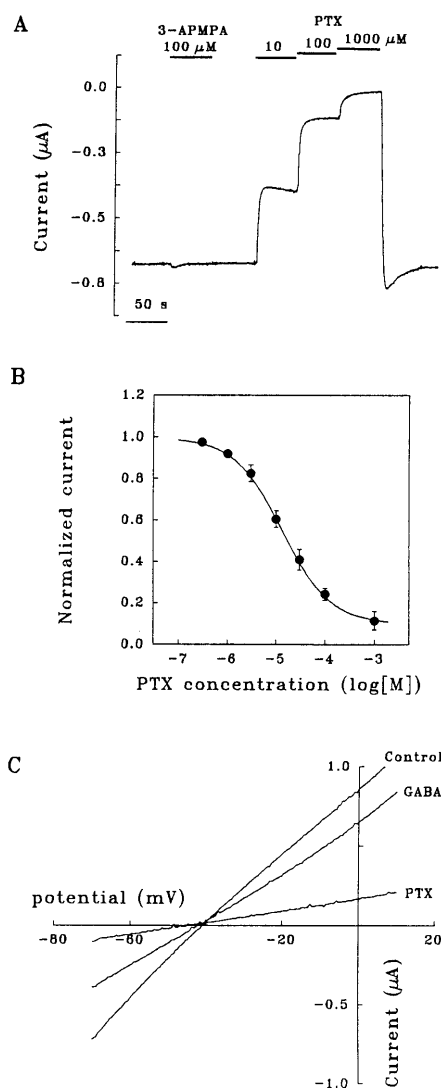 A
3-APMPA
100 μM
PTX
10
100
1000 μM
0.0
-0.3
-0.5
-0.8
Current (μA)
50 s
B
1.2
1.0
0.8
0.6
0.4
0.2
0.0
Normalized current
-7 -6 -5 -4 -3
PTX concentration (log[M])
C
1.0
Control
GABA
PTX
potential (mV)
-80 -60 -20 20
-0.5
-1.0
Current (μA)